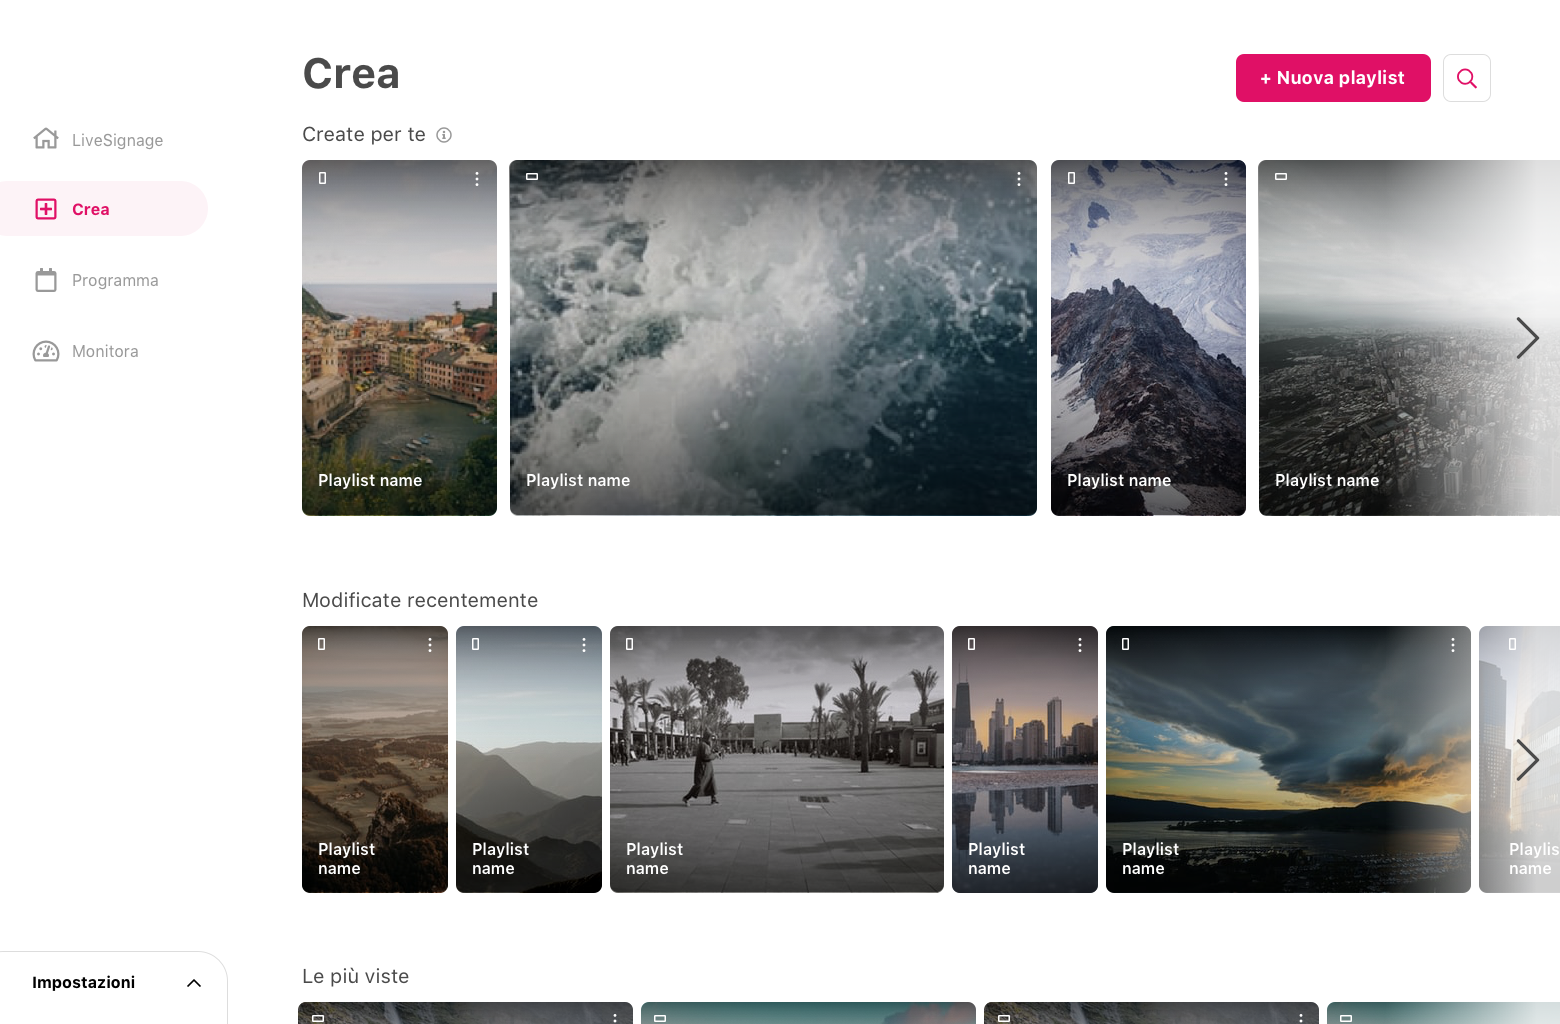 Crea
+ Nuova playlist
LiveSignage
Crea
Programma
Monitora
Create per te
Playlist name
Playlist name
Playlist name
Playlist name
Modificate recentemente
Playlist
name
Playlist
name
Playlist
name
Playlist
name
Playlist
name
Playlis
name
Impostazioni
Le più viste